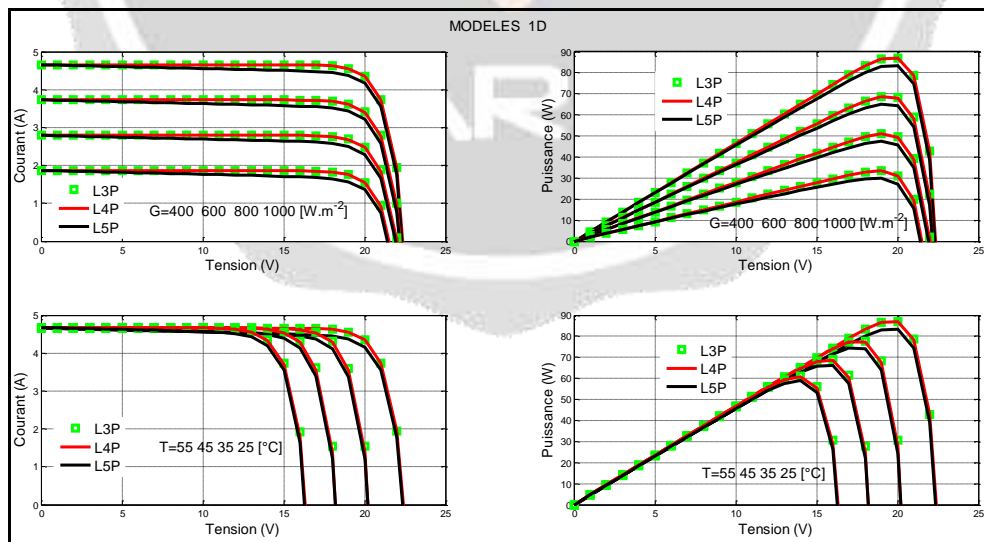 MODELES 1D
5
4
3
2
1
0
Courant (A)
L3P
L4P
L5P
G=400 600 800 1000 [W.m-2]
0 5 10 15 20 25
Tension (V)
90
80
70
60
50
40
30
20
10
0
Puissance (W)
L3P
L4P
L5P
G=400 600 800 1000 [W.m-2]
0 5 10 15 20 25
Tension (V)
5
4
3
2
1
0
Courant (A)
L3P
L4P
L5P
T=55 45 35 25 [°C]
0 5 10 15 20 25
Tension (V)
90
80
70
60
50
40
30
20
10
0
Puissance (W)
L3P
L4P
L5P
T=55 45 35 25 [°C]
0 5 10 15 20 25
Tension (V)